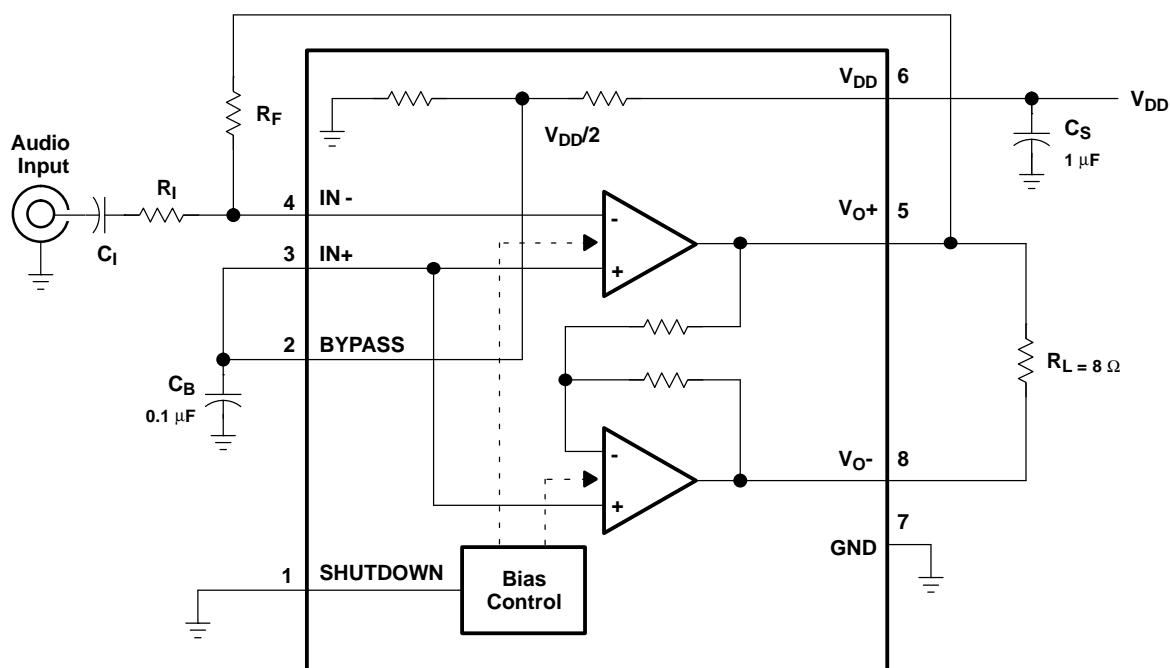 V_DD 6
R_F
V_DD/2
V_DD
C_S
1 μF
Audio
Input
R_I
C_I
4 IN -
V_O+ 5
-
+
3 IN+
2 BYPASS
C_B
0.1 μF
R_L = 8 Ω
-
+
V_O- 8
7
GND
1 SHUTDOWN
Bias
Control